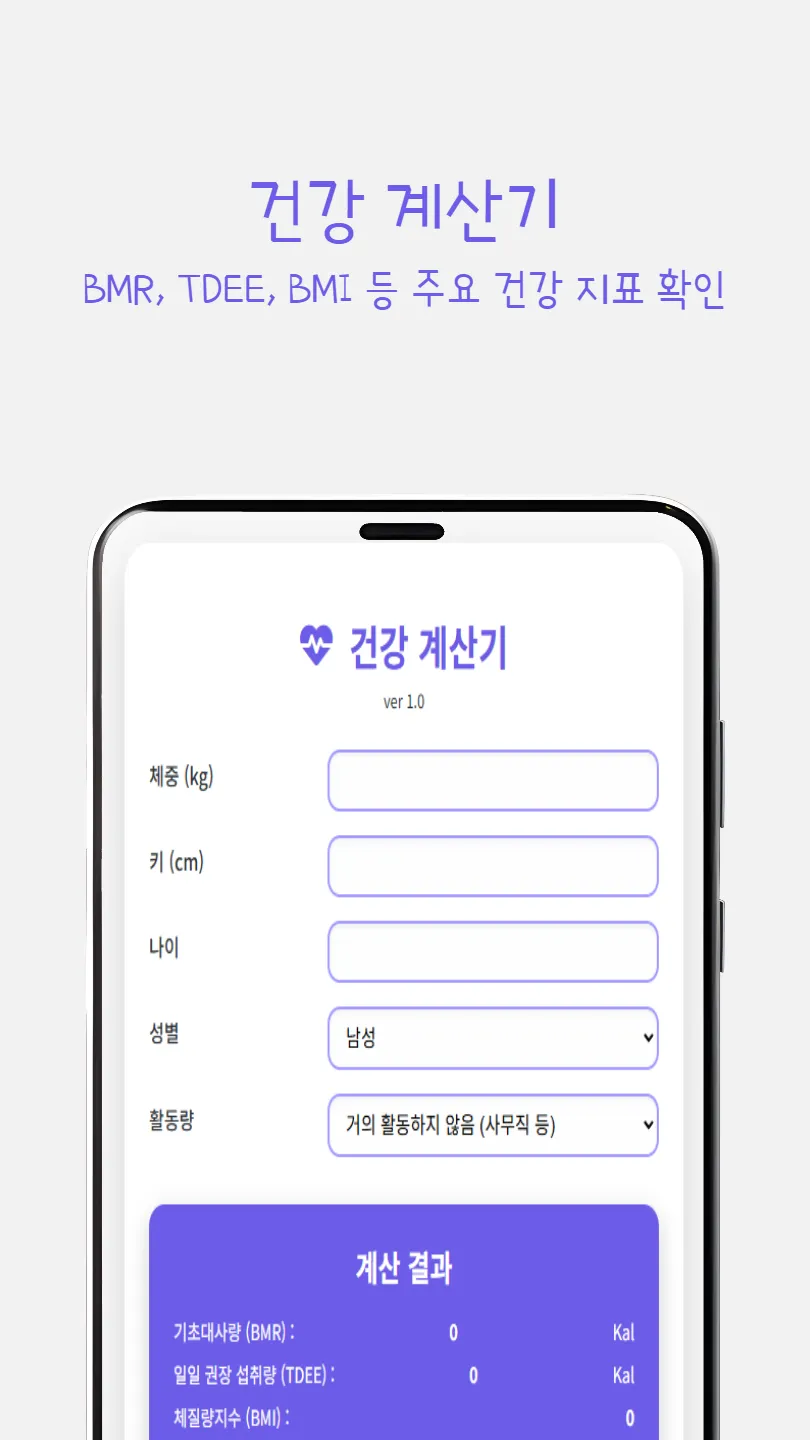 건강 계산기
BMR, TDEE, BMI 등 주요 건강 지표 확인
건강 계산기
ver 1.0
체중 (kg)
키 (cm)
나이
성별 남성
활동량 거의 활동하지 않음 (사무직 등)
계산 결과
기초대사량 (BMR) : 0 Kal
일일 권장 섭취량 (TDEE) : 0 Kal
체질량지수 (BMI) : 0